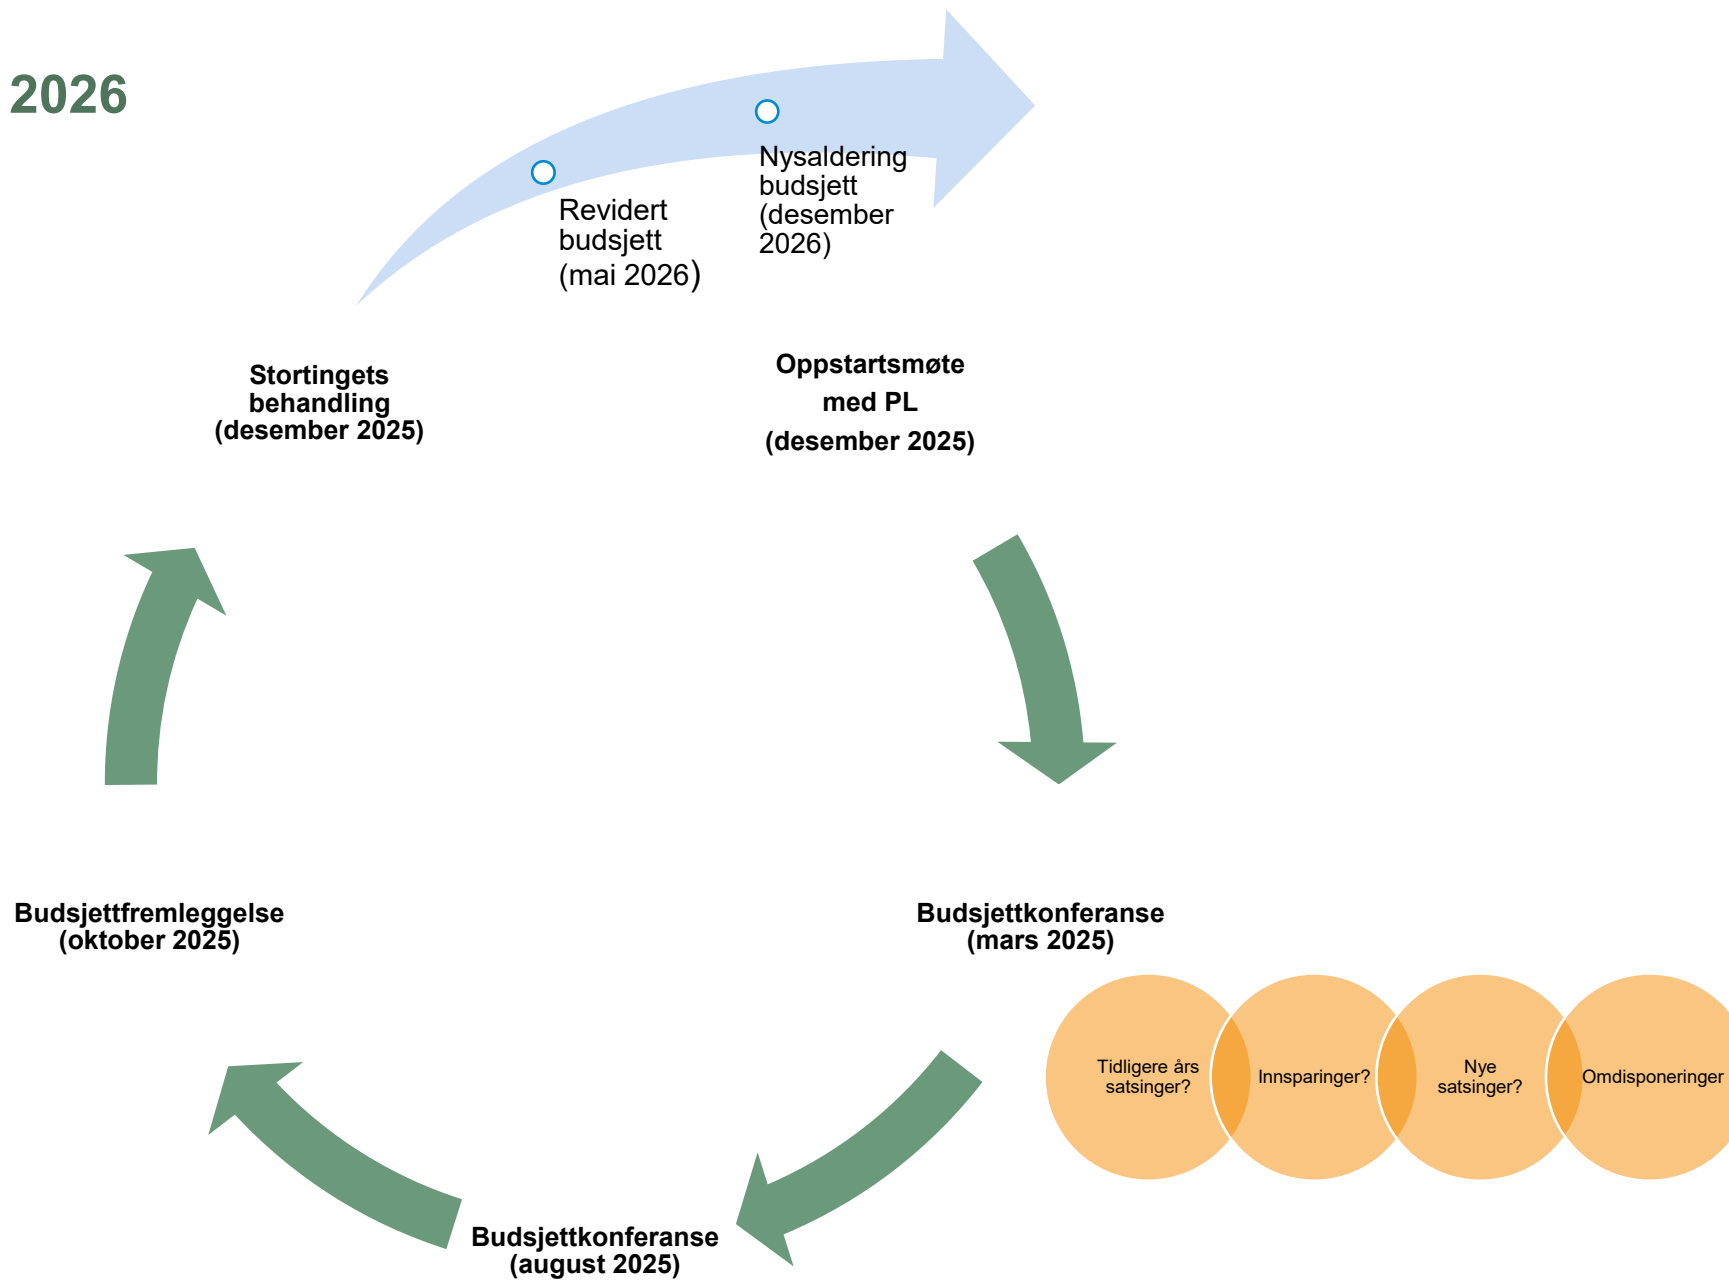 2026
Nysaldering
budsjett
(desember
2026)
Revidert
budsjett
(mai 2026)
Stortingets
behandling
(desember 2025)
Oppstartsmøte
med PL
(desember 2025)
Budsjettfremleggelse
(oktober 2025)
Budsjettkonferanse
(mars 2025)
Tidligere års
satsinger?
Innsparinger?
Nye
satsinger?
Omdisponeringer
Budsjettkonferanse
(august 2025)